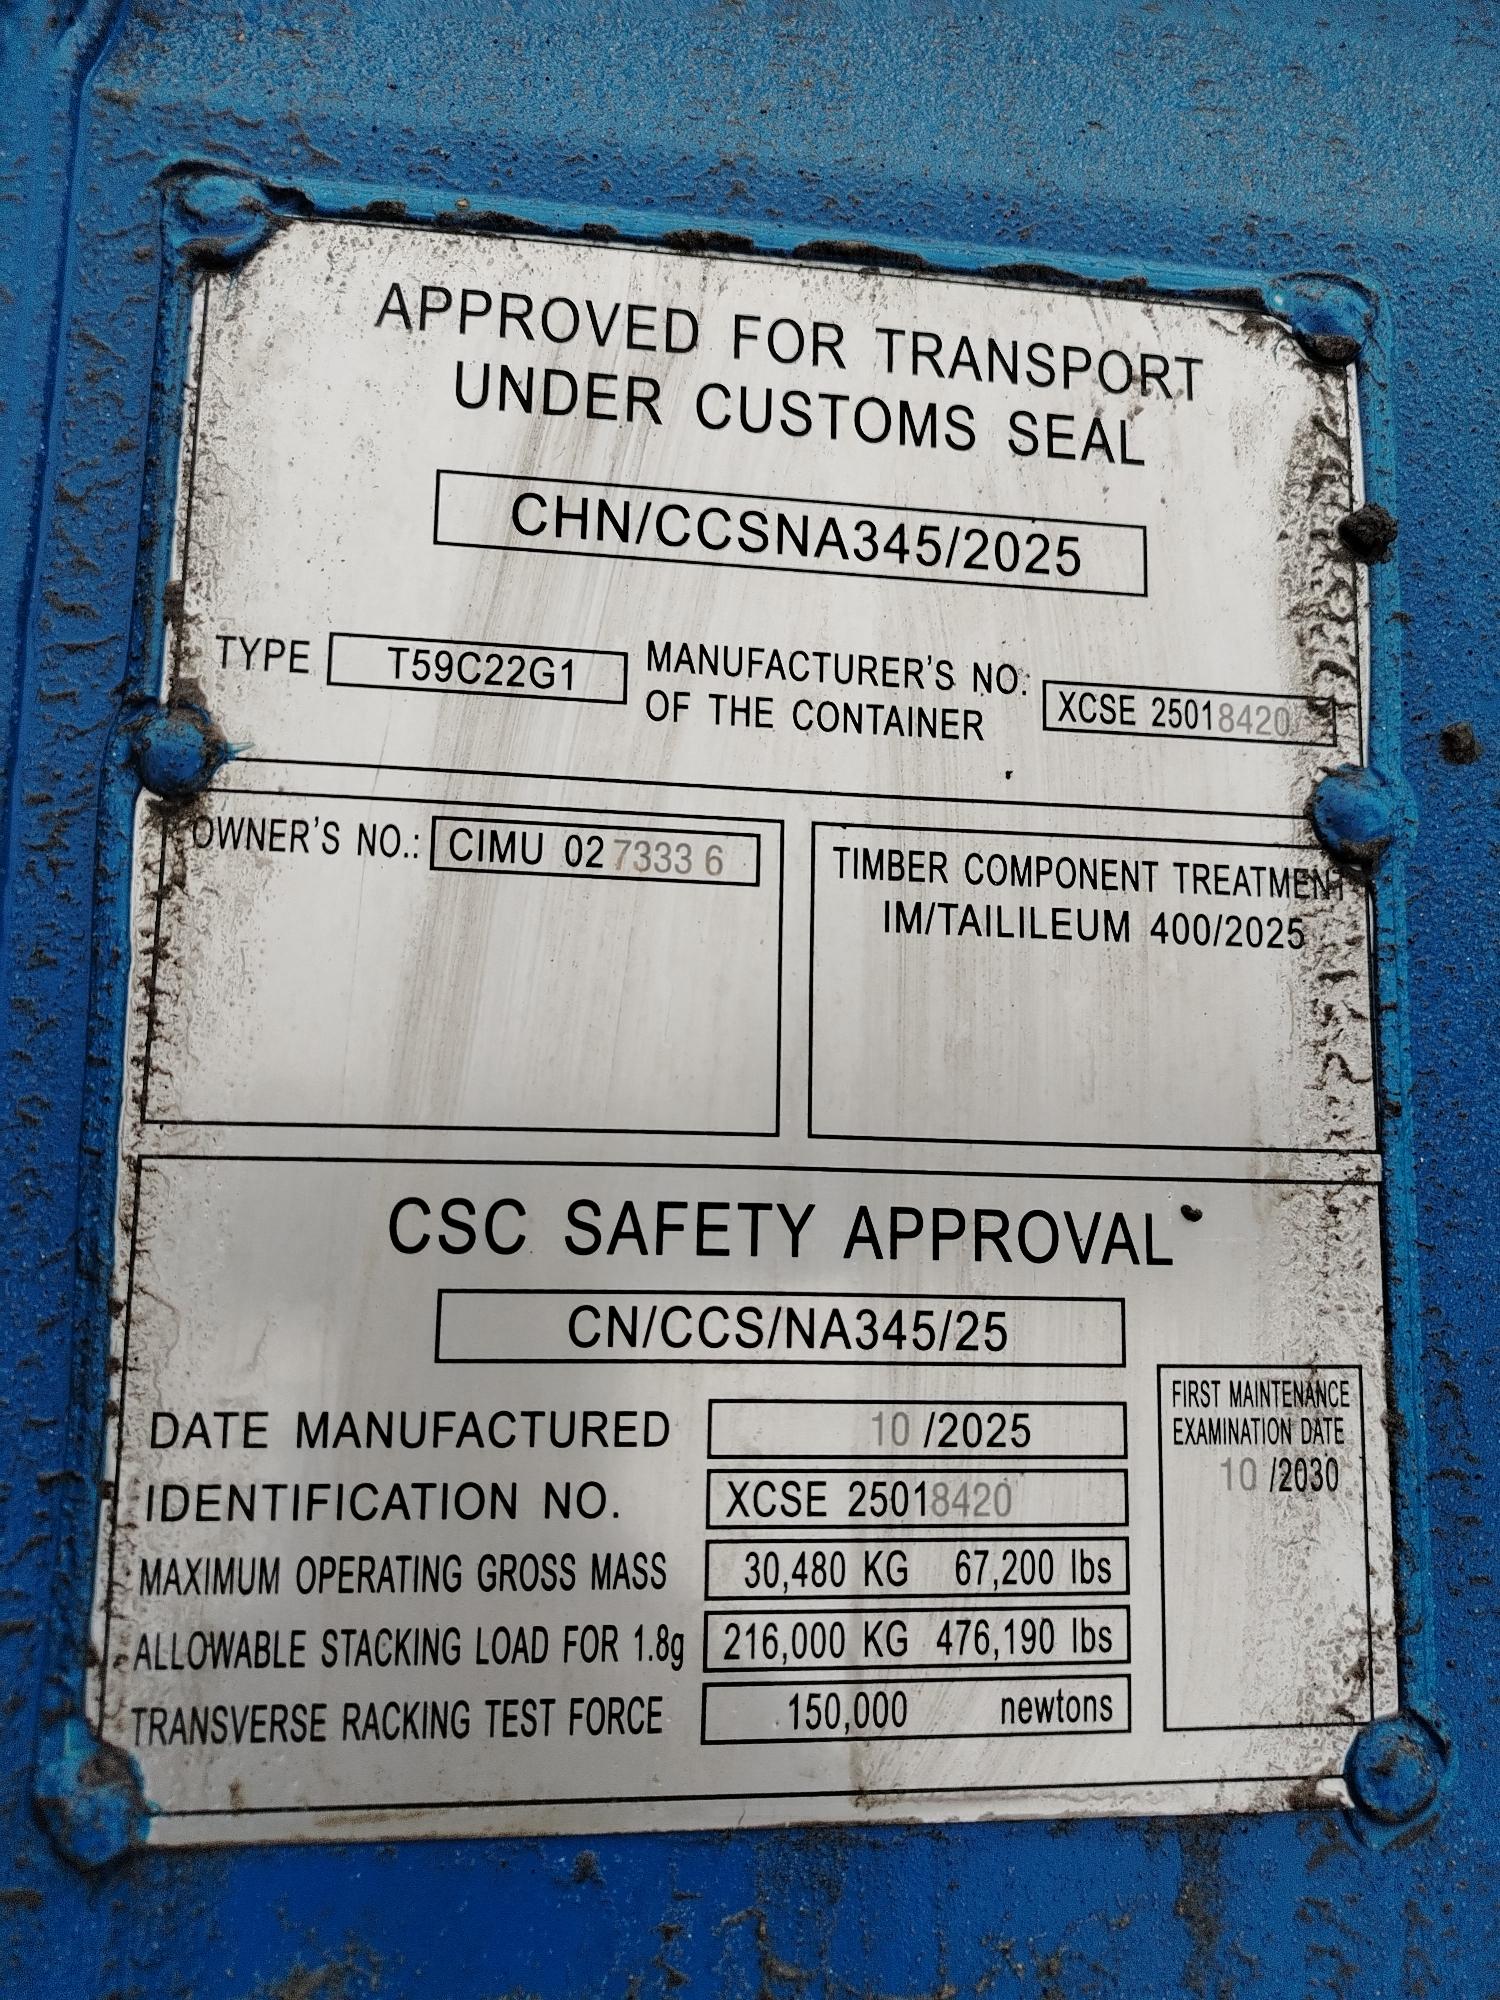 APPROVED FOR TRANSPORT
UNDER CUSTOMS SEAL
CHN/CCSNA345/2025
TYPE T59C22G1 MANUFACTURER'S NO:
OF THE CONTAINER XCSE 25018420
OWNER'S NO.: CIMU 027333 6
TIMBER COMPONENT TREATMENT
IM/TAILILEUM 400/2025
CSC SAFETY APPROVAL
CN/CCS/NA345/25
DATE MANUFACTURED 10 /2025
IDENTIFICATION NO. XCSE 25018420
MAXIMUM OPERATING GROSS MASS 30,480 KG 67,200 lbs
ALLOWABLE STACKING LOAD FOR 1.8g 216,000 KG 476,190 lbs
TRANSVERSE RACKING TEST FORCE 150,000 newtons
FIRST MAINTENANCE
EXAMINATION DATE
10 /2030